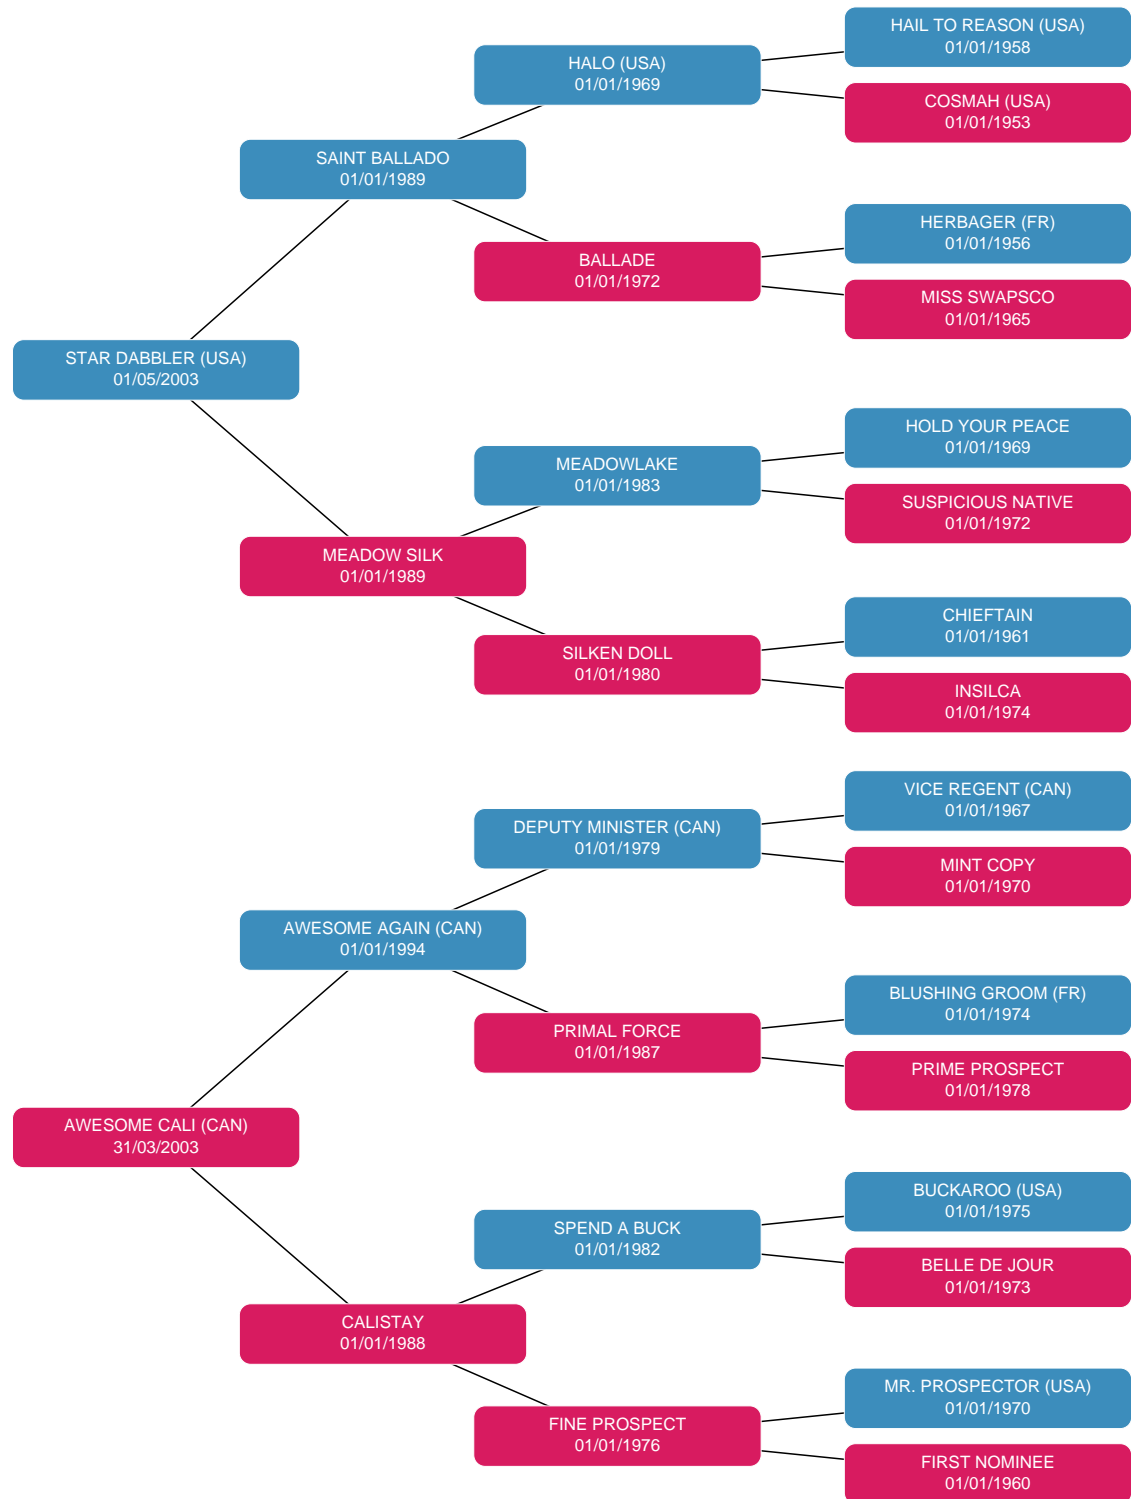 HAIL TO REASON (USA)
01/01/1958
HALO (USA)
01/01/1969
COSMAH (USA)
01/01/1953
SAINT BALLADO
01/01/1989
HERBAGER (FR)
01/01/1956
BALLADE
01/01/1972
MISS SWAPSCO
01/01/1965
STAR DABBLER (USA)
01/05/2003
HOLD YOUR PEACE
01/01/1969
MEADOWLAKE
01/01/1983
SUSPICIOUS NATIVE
01/01/1972
MEADOW SILK
01/01/1989
CHIEFTAIN
01/01/1961
SILKEN DOLL
01/01/1980
INSILCA
01/01/1974
VICE REGENT (CAN)
01/01/1967
DEPUTY MINISTER (CAN)
01/01/1979
MINT COPY
01/01/1970
AWESOME AGAIN (CAN)
01/01/1994
BLUSHING GROOM (FR)
01/01/1974
PRIMAL FORCE
01/01/1987
PRIME PROSPECT
01/01/1978
AWESOME CALI (CAN)
31/03/2003
BUCKAROO (USA)
01/01/1975
SPEND A BUCK
01/01/1982
BELLE DE JOUR
01/01/1973
CALISTAY
01/01/1988
MR. PROSPECTOR (USA)
01/01/1970
FINE PROSPECT
01/01/1976
FIRST NOMINEE
01/01/1960